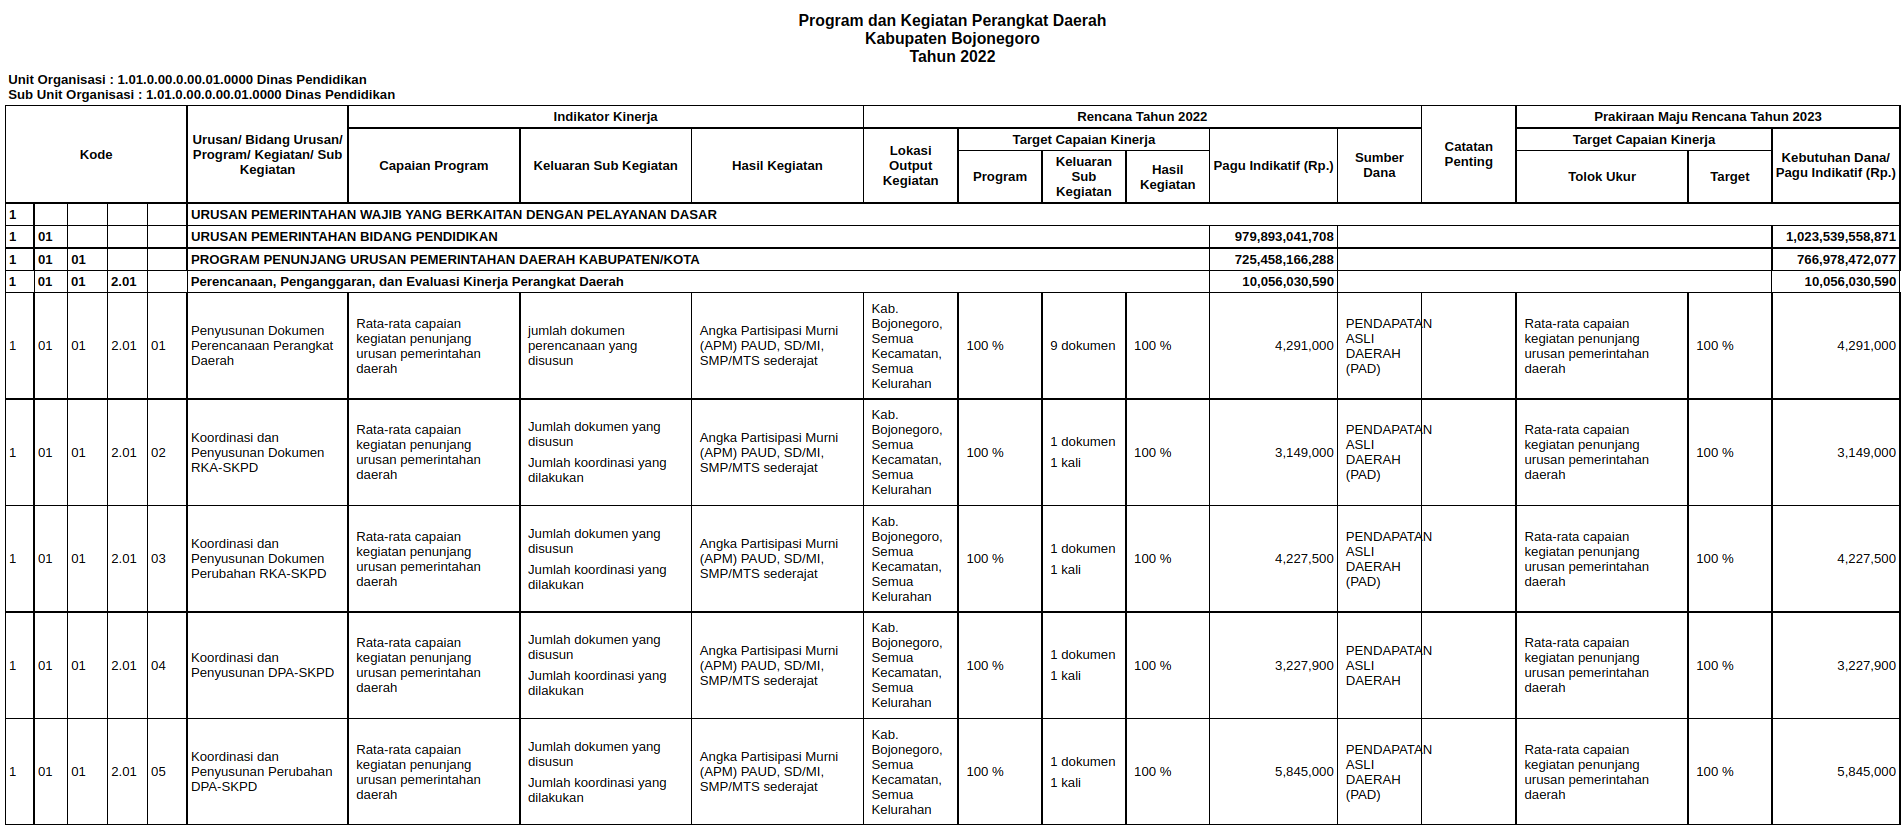 Program dan Kegiatan Perangkat Daerah
Kabupaten Bojonegoro
Tahun 2022
Unit Organisasi : 1.01.0.00.0.00.01.0000 Dinas Pendidikan
Sub Unit Organisasi : 1.01.0.00.0.00.01.0000 Dinas Pendidikan
Kode
Urusan/ Bidang Urusan/
Program/ Kegiatan/ Sub
Kegiatan
Indikator Kinerja
Capaian Program
Keluaran Sub Kegiatan
Hasil Kegiatan
Rencana Tahun 2022
Lokasi
Output
Kegiatan
Target Capaian Kinerja
Program
Keluaran
Sub
Kegiatan
Hasil
Kegiatan
Pagu Indikatif (Rp.)
Sumber
Dana
Catatan
Penting
Prakiraan Maju Rencana Tahun 2023
Target Capaian Kinerja
Tolok Ukur
Target
Kebutuhan Dana/
Pagu Indikatif (Rp.)
1 URUSAN PEMERINTAHAN WAJIB YANG BERKAITAN DENGAN PELAYANAN DASAR
1 01 URUSAN PEMERINTAHAN BIDANG PENDIDIKAN 979,893,041,708 1,023,539,558,871
1 01 01 PROGRAM PENUNJANG URUSAN PEMERINTAHAN DAERAH KABUPATEN/KOTA 725,458,166,288 766,978,472,077
1 01 01 2.01 Perencanaan, Penganggaran, dan Evaluasi Kinerja Perangkat Daerah 10,056,030,590 10,056,030,590
1 01 01 2.01 01
Penyusunan Dokumen
Perencanaan Perangkat
Daerah
Rata-rata capaian
kegiatan penunjang
urusan pemerintahan
daerah
jumlah dokumen
perencanaan yang
disusun
Angka Partisipasi Murni
(APM) PAUD, SD/MI,
SMP/MTS sederajat
Kab.
Bojonegoro,
Semua
Kecamatan,
Semua
Kelurahan
100 %
9 dokumen
100 %
4,291,000
PENDAPATAN
ASLI
DAERAH
(PAD)
Rata-rata capaian
kegiatan penunjang
urusan pemerintahan
daerah
100 %
4,291,000
1 01 01 2.01 02
Koordinasi dan
Penyusunan Dokumen
RKA-SKPD
Rata-rata capaian
kegiatan penunjang
urusan pemerintahan
daerah
Jumlah dokumen yang
disusun
Jumlah koordinasi yang
dilakukan
Angka Partisipasi Murni
(APM) PAUD, SD/MI,
SMP/MTS sederajat
Kab.
Bojonegoro,
Semua
Kecamatan,
Semua
Kelurahan
100 %
1 dokumen
1 kali
100 %
3,149,000
PENDAPATAN
ASLI
DAERAH
(PAD)
Rata-rata capaian
kegiatan penunjang
urusan pemerintahan
daerah
100 %
3,149,000
1 01 01 2.01 03
Koordinasi dan
Penyusunan Dokumen
Perubahan RKA-SKPD
Rata-rata capaian
kegiatan penunjang
urusan pemerintahan
daerah
Jumlah dokumen yang
disusun
Jumlah koordinasi yang
dilakukan
Angka Partisipasi Murni
(APM) PAUD, SD/MI,
SMP/MTS sederajat
Kab.
Bojonegoro,
Semua
Kecamatan,
Semua
Kelurahan
100 %
1 dokumen
1 kali
100 %
4,227,500
PENDAPATAN
ASLI
DAERAH
(PAD)
Rata-rata capaian
kegiatan penunjang
urusan pemerintahan
daerah
100 %
4,227,500
1 01 01 2.01 04
Koordinasi dan
Penyusunan DPA-SKPD
Rata-rata capaian
kegiatan penunjang
urusan pemerintahan
daerah
Jumlah dokumen yang
disusun
Jumlah koordinasi yang
dilakukan
Angka Partisipasi Murni
(APM) PAUD, SD/MI,
SMP/MTS sederajat
Kab.
Bojonegoro,
Semua
Kecamatan,
Semua
Kelurahan
100 %
1 dokumen
1 kali
100 %
3,227,900
PENDAPATAN
ASLI
DAERAH
Rata-rata capaian
kegiatan penunjang
urusan pemerintahan
daerah
100 %
3,227,900
1 01 01 2.01 05
Koordinasi dan
Penyusunan Perubahan
DPA-SKPD
Rata-rata capaian
kegiatan penunjang
urusan pemerintahan
daerah
Jumlah dokumen yang
disusun
Jumlah koordinasi yang
dilakukan
Angka Partisipasi Murni
(APM) PAUD, SD/MI,
SMP/MTS sederajat
Kab.
Bojonegoro,
Semua
Kecamatan,
Semua
Kelurahan
100 %
1 dokumen
1 kali
100 %
5,845,000
PENDAPATAN
ASLI
DAERAH
(PAD)
Rata-rata capaian
kegiatan penunjang
urusan pemerintahan
daerah
100 %
5,845,000